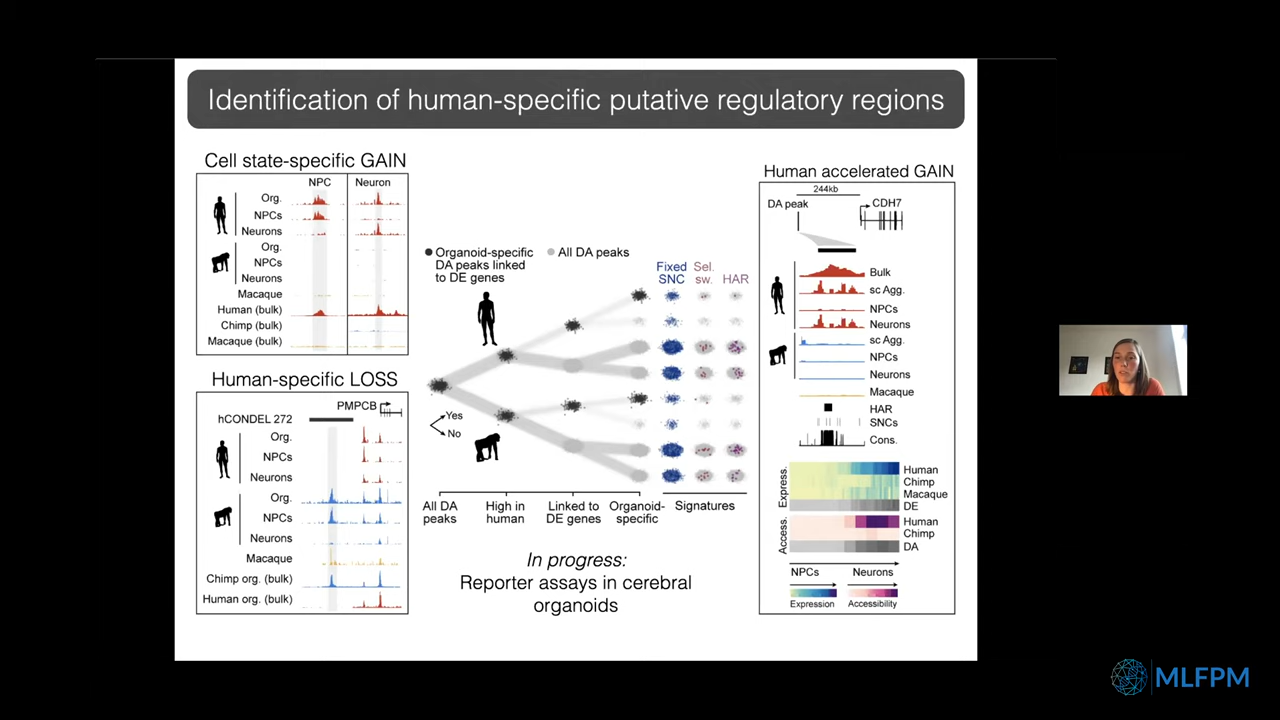 Identification of human-specific putative regulatory regions
Cell state-specific GAIN
NPC Neuron
Org.
NPCs
Neurons
Org.
NPCs
Neurons
Macaque
Human (bulk)
Chimp (bulk)
Macaque (bulk)
Human-specific LOSS
PMPCB
hCONDEL 272
Org.
NPCs
Neurons
Org.
NPCs
Neurons
Macaque
Chimp org. (bulk)
Human org. (bulk)
Organoid-specific
DA peaks linked
to DE genes
All DA peaks
Fixed
SNC
Sel.
sw.
HAR
Yes
No
All DA
peaks
High in
human
Linked to
DE genes
Organoid-
specific
Signatures
In progress:
Reporter assays in cerebral
organoids
Human accelerated GAIN
244kb
DA peak
CDH7
Bulk
sc Agg.
NPCs
Neurons
sc Agg.
NPCs
Neurons
Macaque
HAR
SNCs
Cons.
Express.
Human
Chimp
Macaque
DE
Access.
Human
Chimp
DA
NPCs Neurons
Expression Accessibility
MLFPM